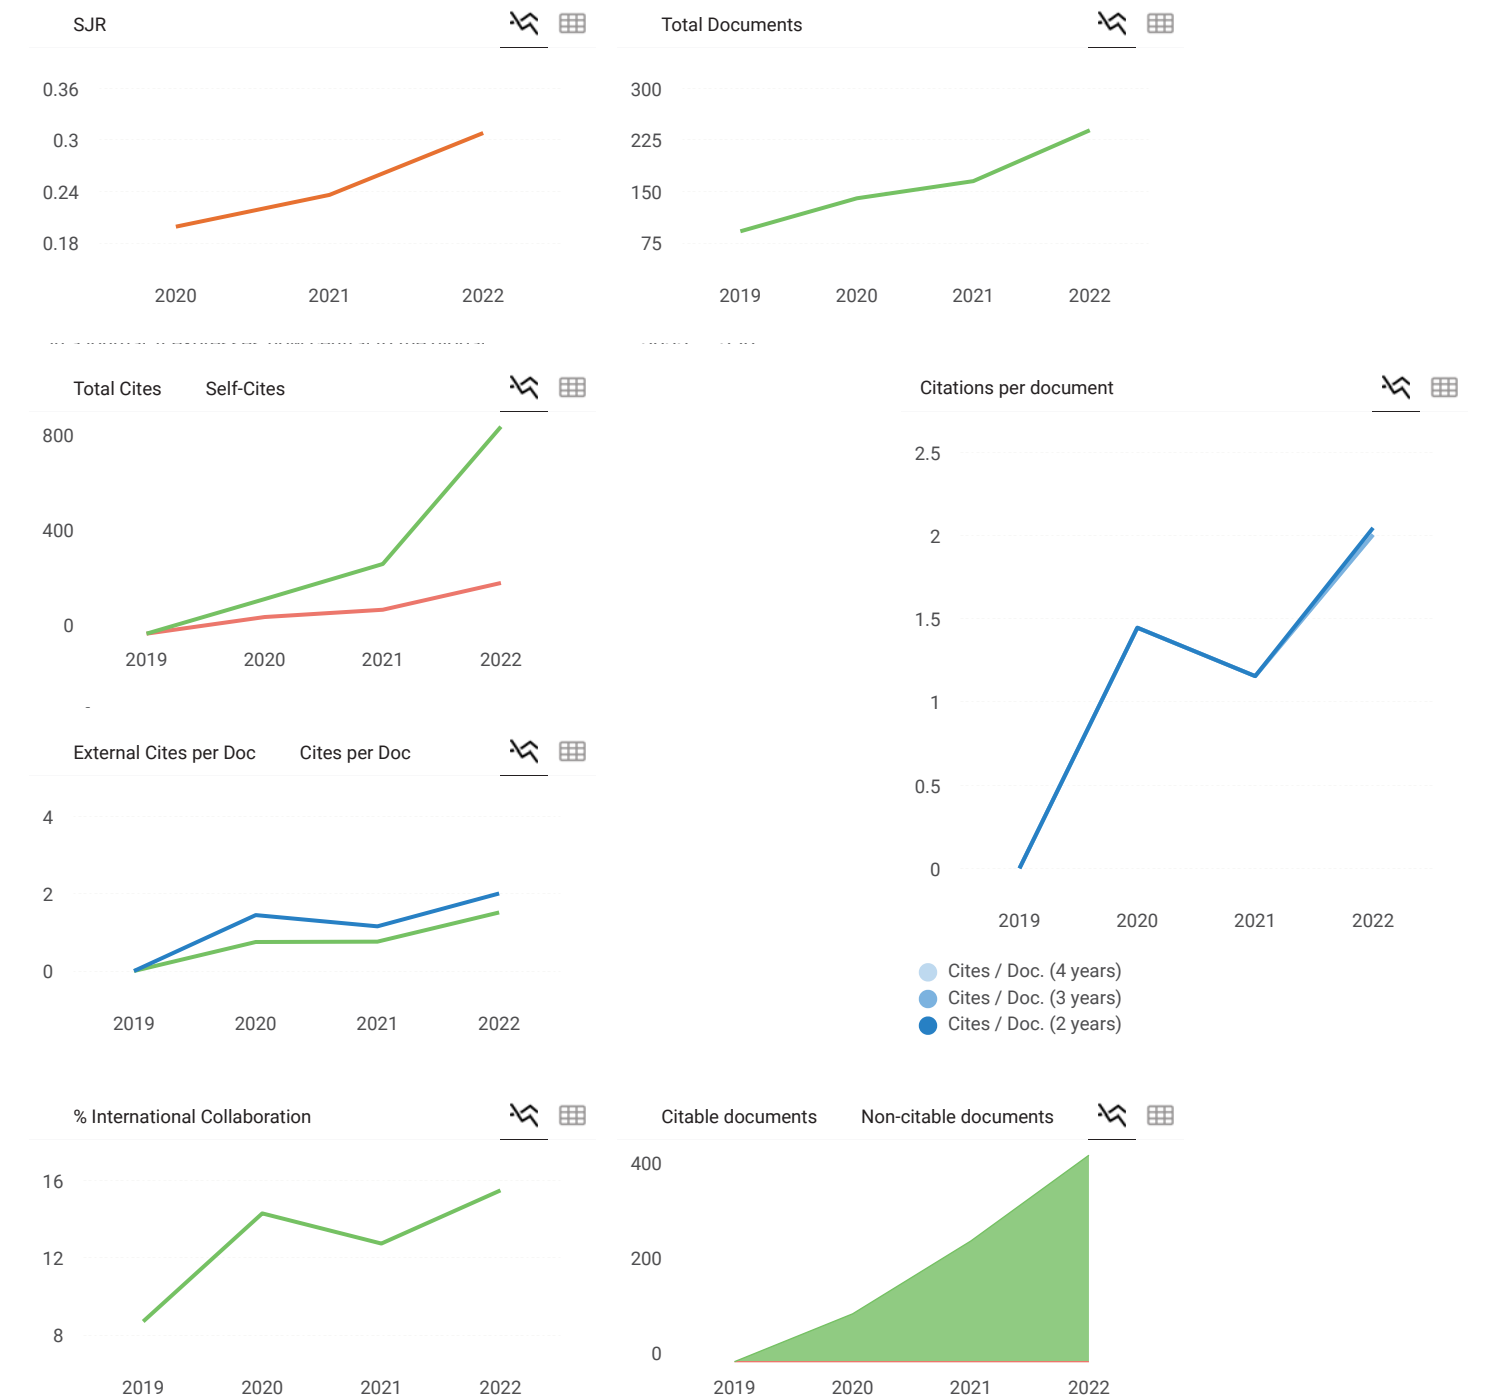 SJR
0.36
0.3
0.24
0.18
2020 2021 2022
Total Documents
300
225
150
75
2019 2020 2021 2022
Total Cites Self-Cites
800
400
0
2019 2020 2021 2022
Citations per document
2.5
2
1.5
1
0.5
0
2019 2020 2021 2022
Cites / Doc. (4 years)
Cites / Doc. (3 years)
Cites / Doc. (2 years)
External Cites per Doc Cites per Doc
4
2
0
2019 2020 2021 2022
% International Collaboration
16
12
8
2019 2020 2021 2022
Citable documents Non-citable documents
400
200
0
2019 2020 2021 2022